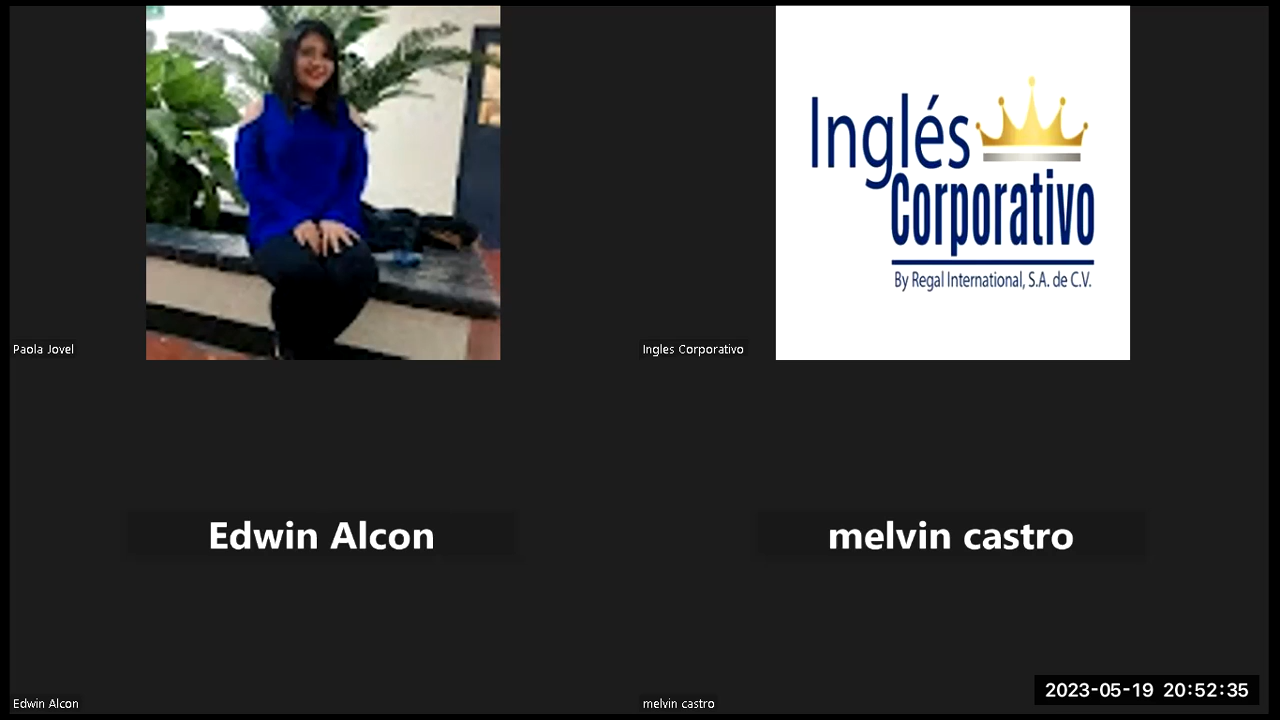 Paola Jovel
Inglés
Corporativo
By Regal International, S.A. de C.V.
Ingles Corporativo
Edwin Alcon
melvin castro
Edwin Alcon
melvin castro
2023-05-19 20:52:35